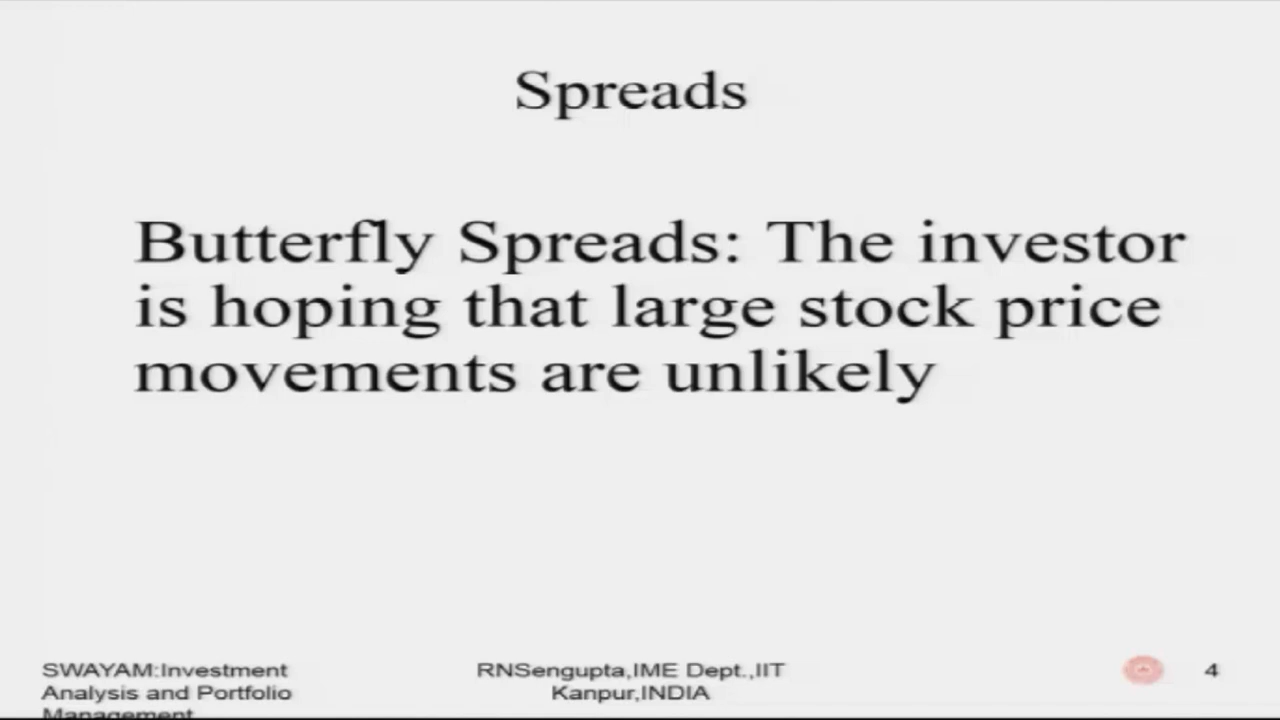 Spreads
Butterfly Spreads: The investor
is hoping that large stock price
movements are unlikely
SWAYAM:Investment
Analysis and Portfolio
Management
RNSengupta,IME Dept.,IIT
Kanpur,INDIA
4